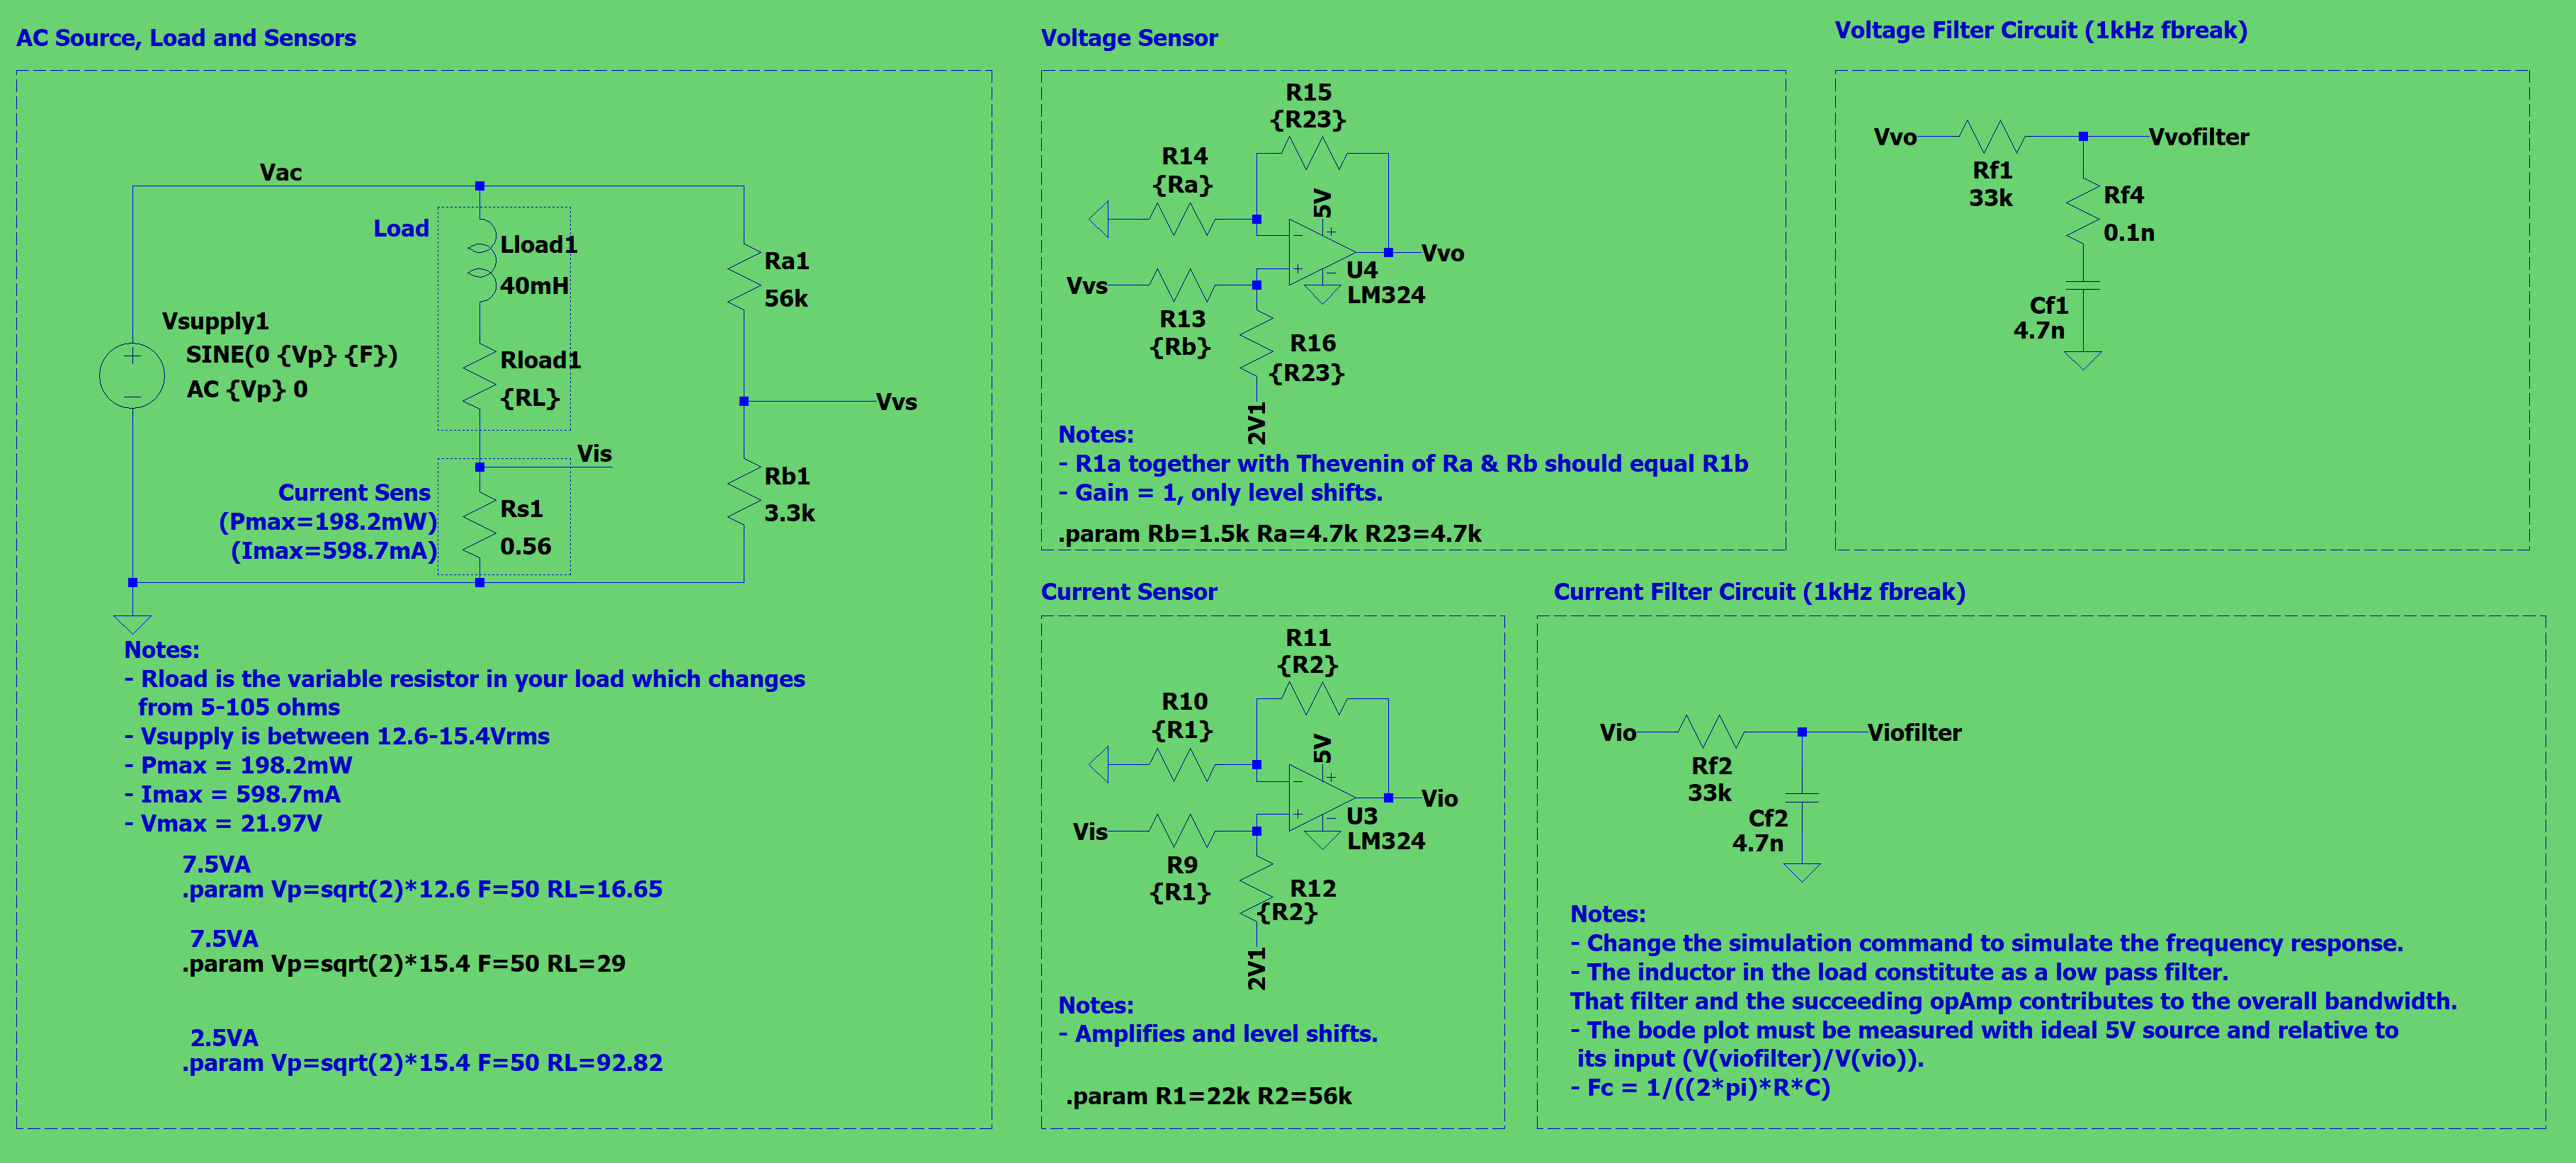 AC Source, Load and Sensors
Vac
Load
Lload1
40mH
Ra1
56k
Vsupply1
SINE(0 {Vp} {F})
AC {Vp} 0
Rload1
{RL}
Vvs
Vis
Current Sens
(Pmax=198.2mW)
(Imax=598.7mA)
Rs1
0.56
Rb1
3.3k
Notes:
- Rload is the variable resistor in your load which changes
from 5-105 ohms
- Vsupply is between 12.6-15.4Vrms
- Pmax = 198.2mW
- Imax = 598.7mA
- Vmax = 21.97V
7.5VA
.param Vp=sqrt(2)*12.6 F=50 RL=16.65
7.5VA
.param Vp=sqrt(2)*15.4 F=50 RL=29
2.5VA
.param Vp=sqrt(2)*15.4 F=50 RL=92.82
Voltage Sensor
R15
{R23}
R14
{Ra}
5V
Vvo
U4
LM324
Vvs
R13
{Rb}
R16
{R23}
2V1
Notes:
- R1a together with Thevenin of Ra & Rb should equal R1b
- Gain = 1, only level shifts.
.param Rb=1.5k Ra=4.7k R23=4.7k
Voltage Filter Circuit (1kHz fbreak)
Vvo
Rf1
33k
Vvofilter
Rf4
0.1n
Cf1
4.7n
Current Sensor
R11
{R2}
R10
{R1}
5V
Vio
U3
LM324
Vis
R9
{R1}
R12
{R2}
2V1
Notes:
- Amplifies and level shifts.
.param R1=22k R2=56k
Current Filter Circuit (1kHz fbreak)
Vio
Rf2
33k
Viofilter
Cf2
4.7n
Notes:
- Change the simulation command to simulate the frequency response.
- The inductor in the load constitute as a low pass filter.
That filter and the succeeding opAmp contributes to the overall bandwidth.
- The bode plot must be measured with ideal 5V source and relative to
its input (V(viofilter)/V(vio)).
- Fc = 1/((2*pi)*R*C)